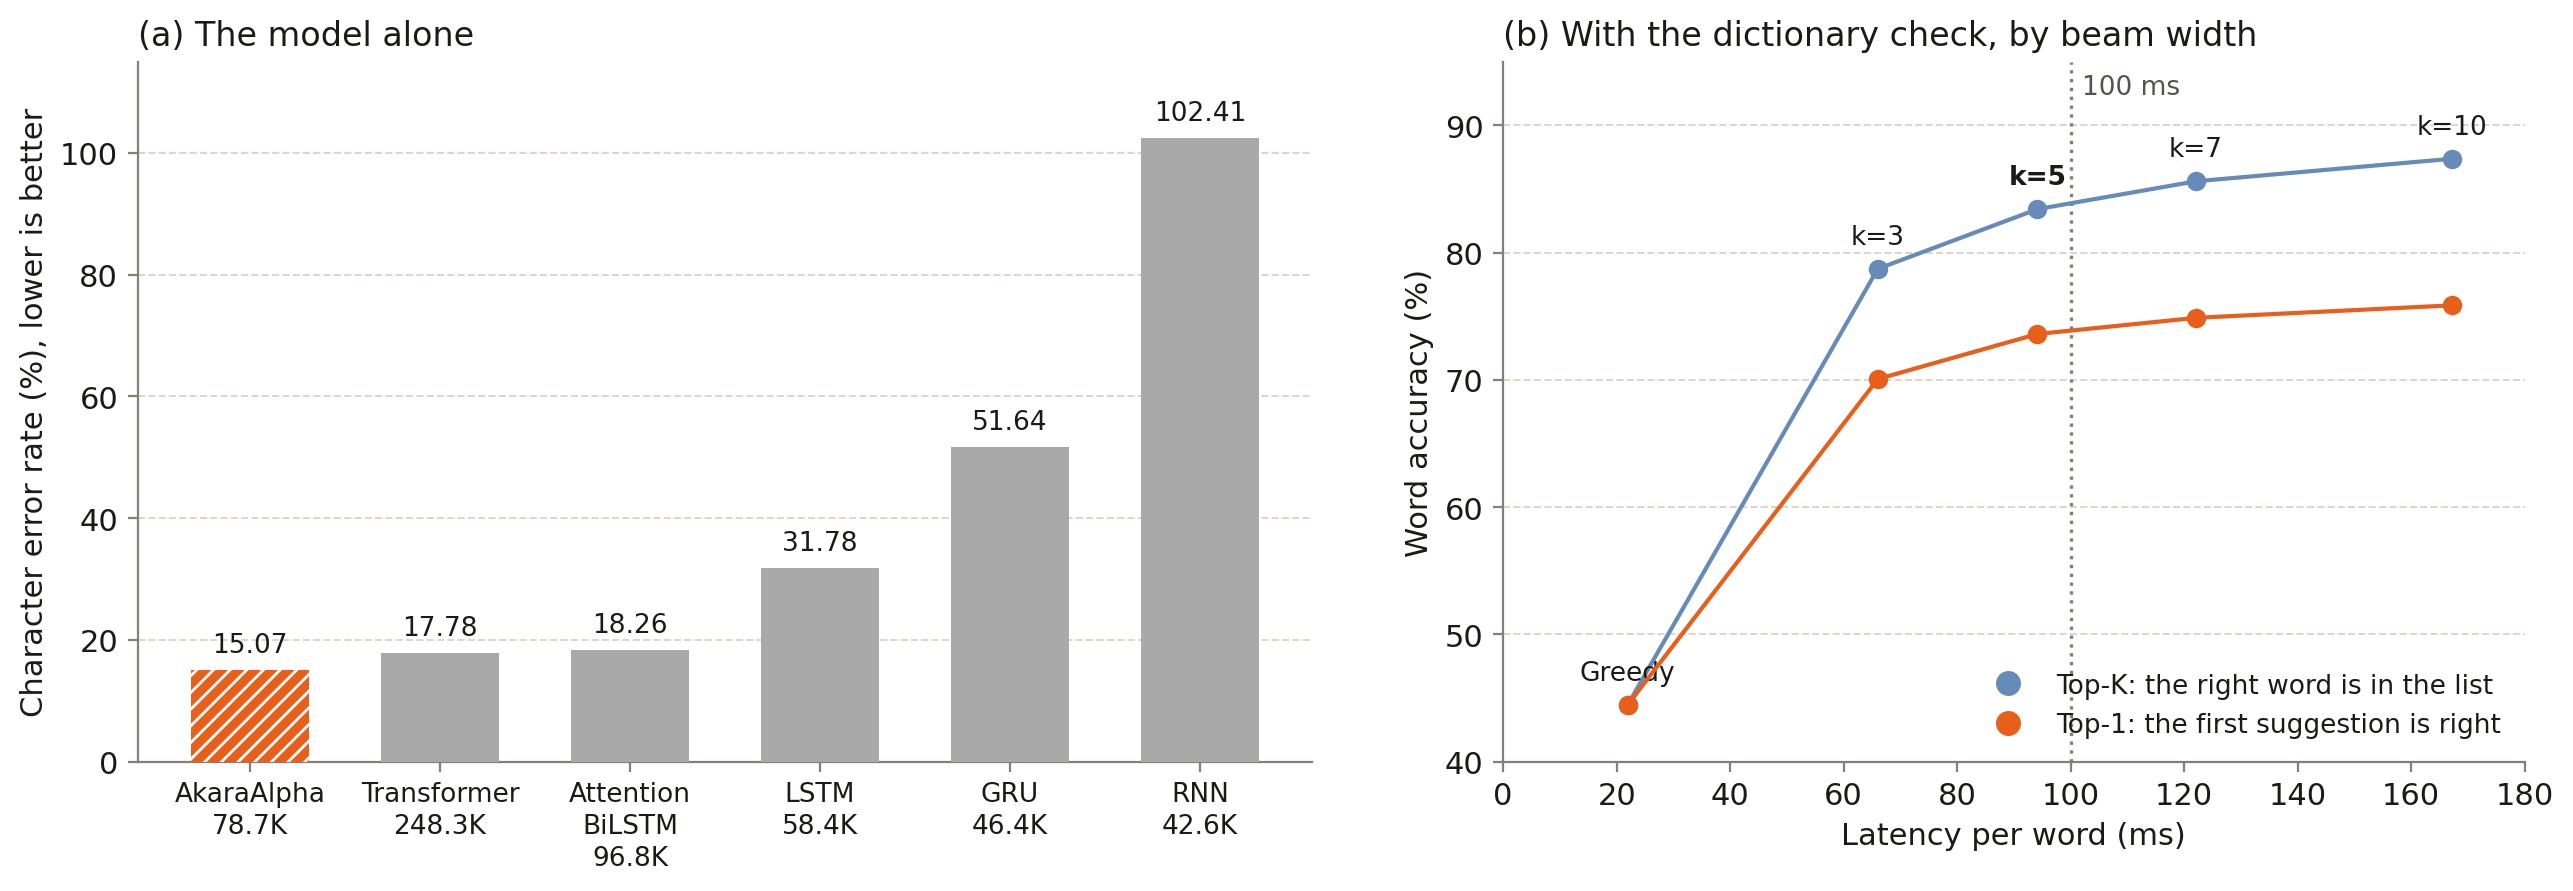 (a) The model alone
Character error rate (%), lower is better
100
80
60
40
20
0
15.07
17.78
18.26
31.78
51.64
102.41
AkaraAlpha
78.7K
Transformer
248.3K
Attention
BiLSTM
96.8K
LSTM
58.4K
GRU
46.4K
RNN
42.6K
(b) With the dictionary check, by beam width
Word accuracy (%)
90
80
70
60
50
40
100 ms
Greedy
k=3
k=5
k=7
k=10
Top-K: the right word is in the list
Top-1: the first suggestion is right
0 20 40 60 80 100 120 140 160 180
Latency per word (ms)